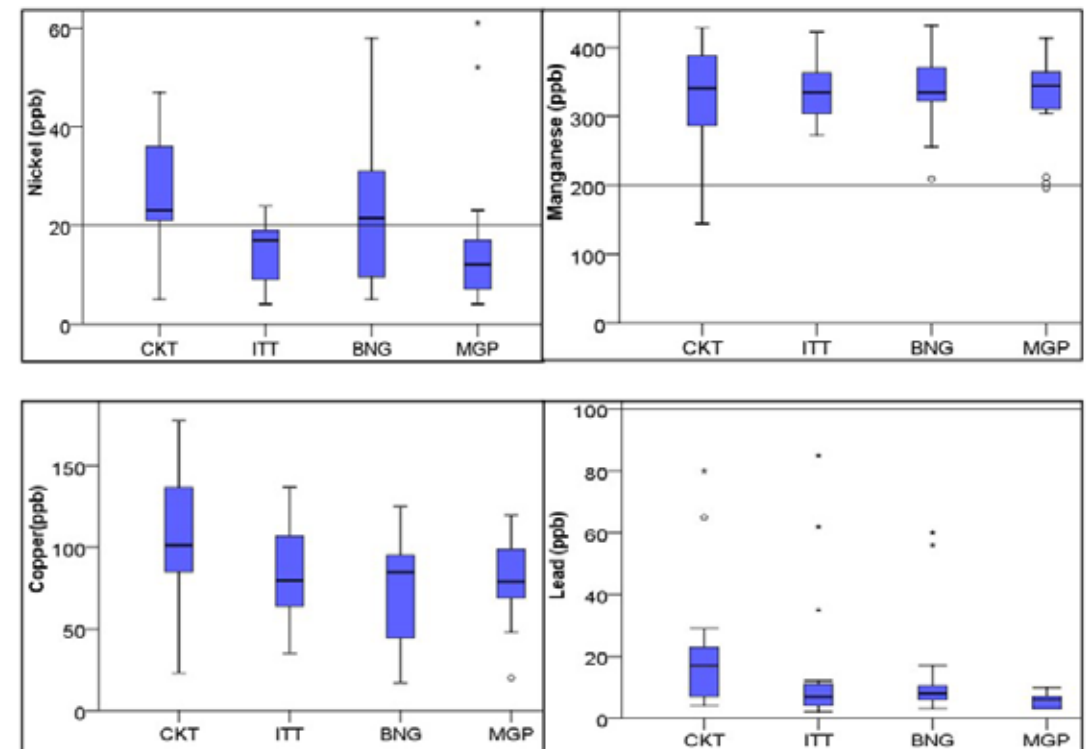 Nickel (ppb)
60
40
20
0
CKT ITT BNG MGP
Manganese (ppb)
400
300
200
100
0
CKT ITT BNG MGP
Copper(ppb)
150
100
50
0
CKT ITT BNG MGP
Lead (ppb)
100
80
60
40
20
0
CKT ITT BNG MGP